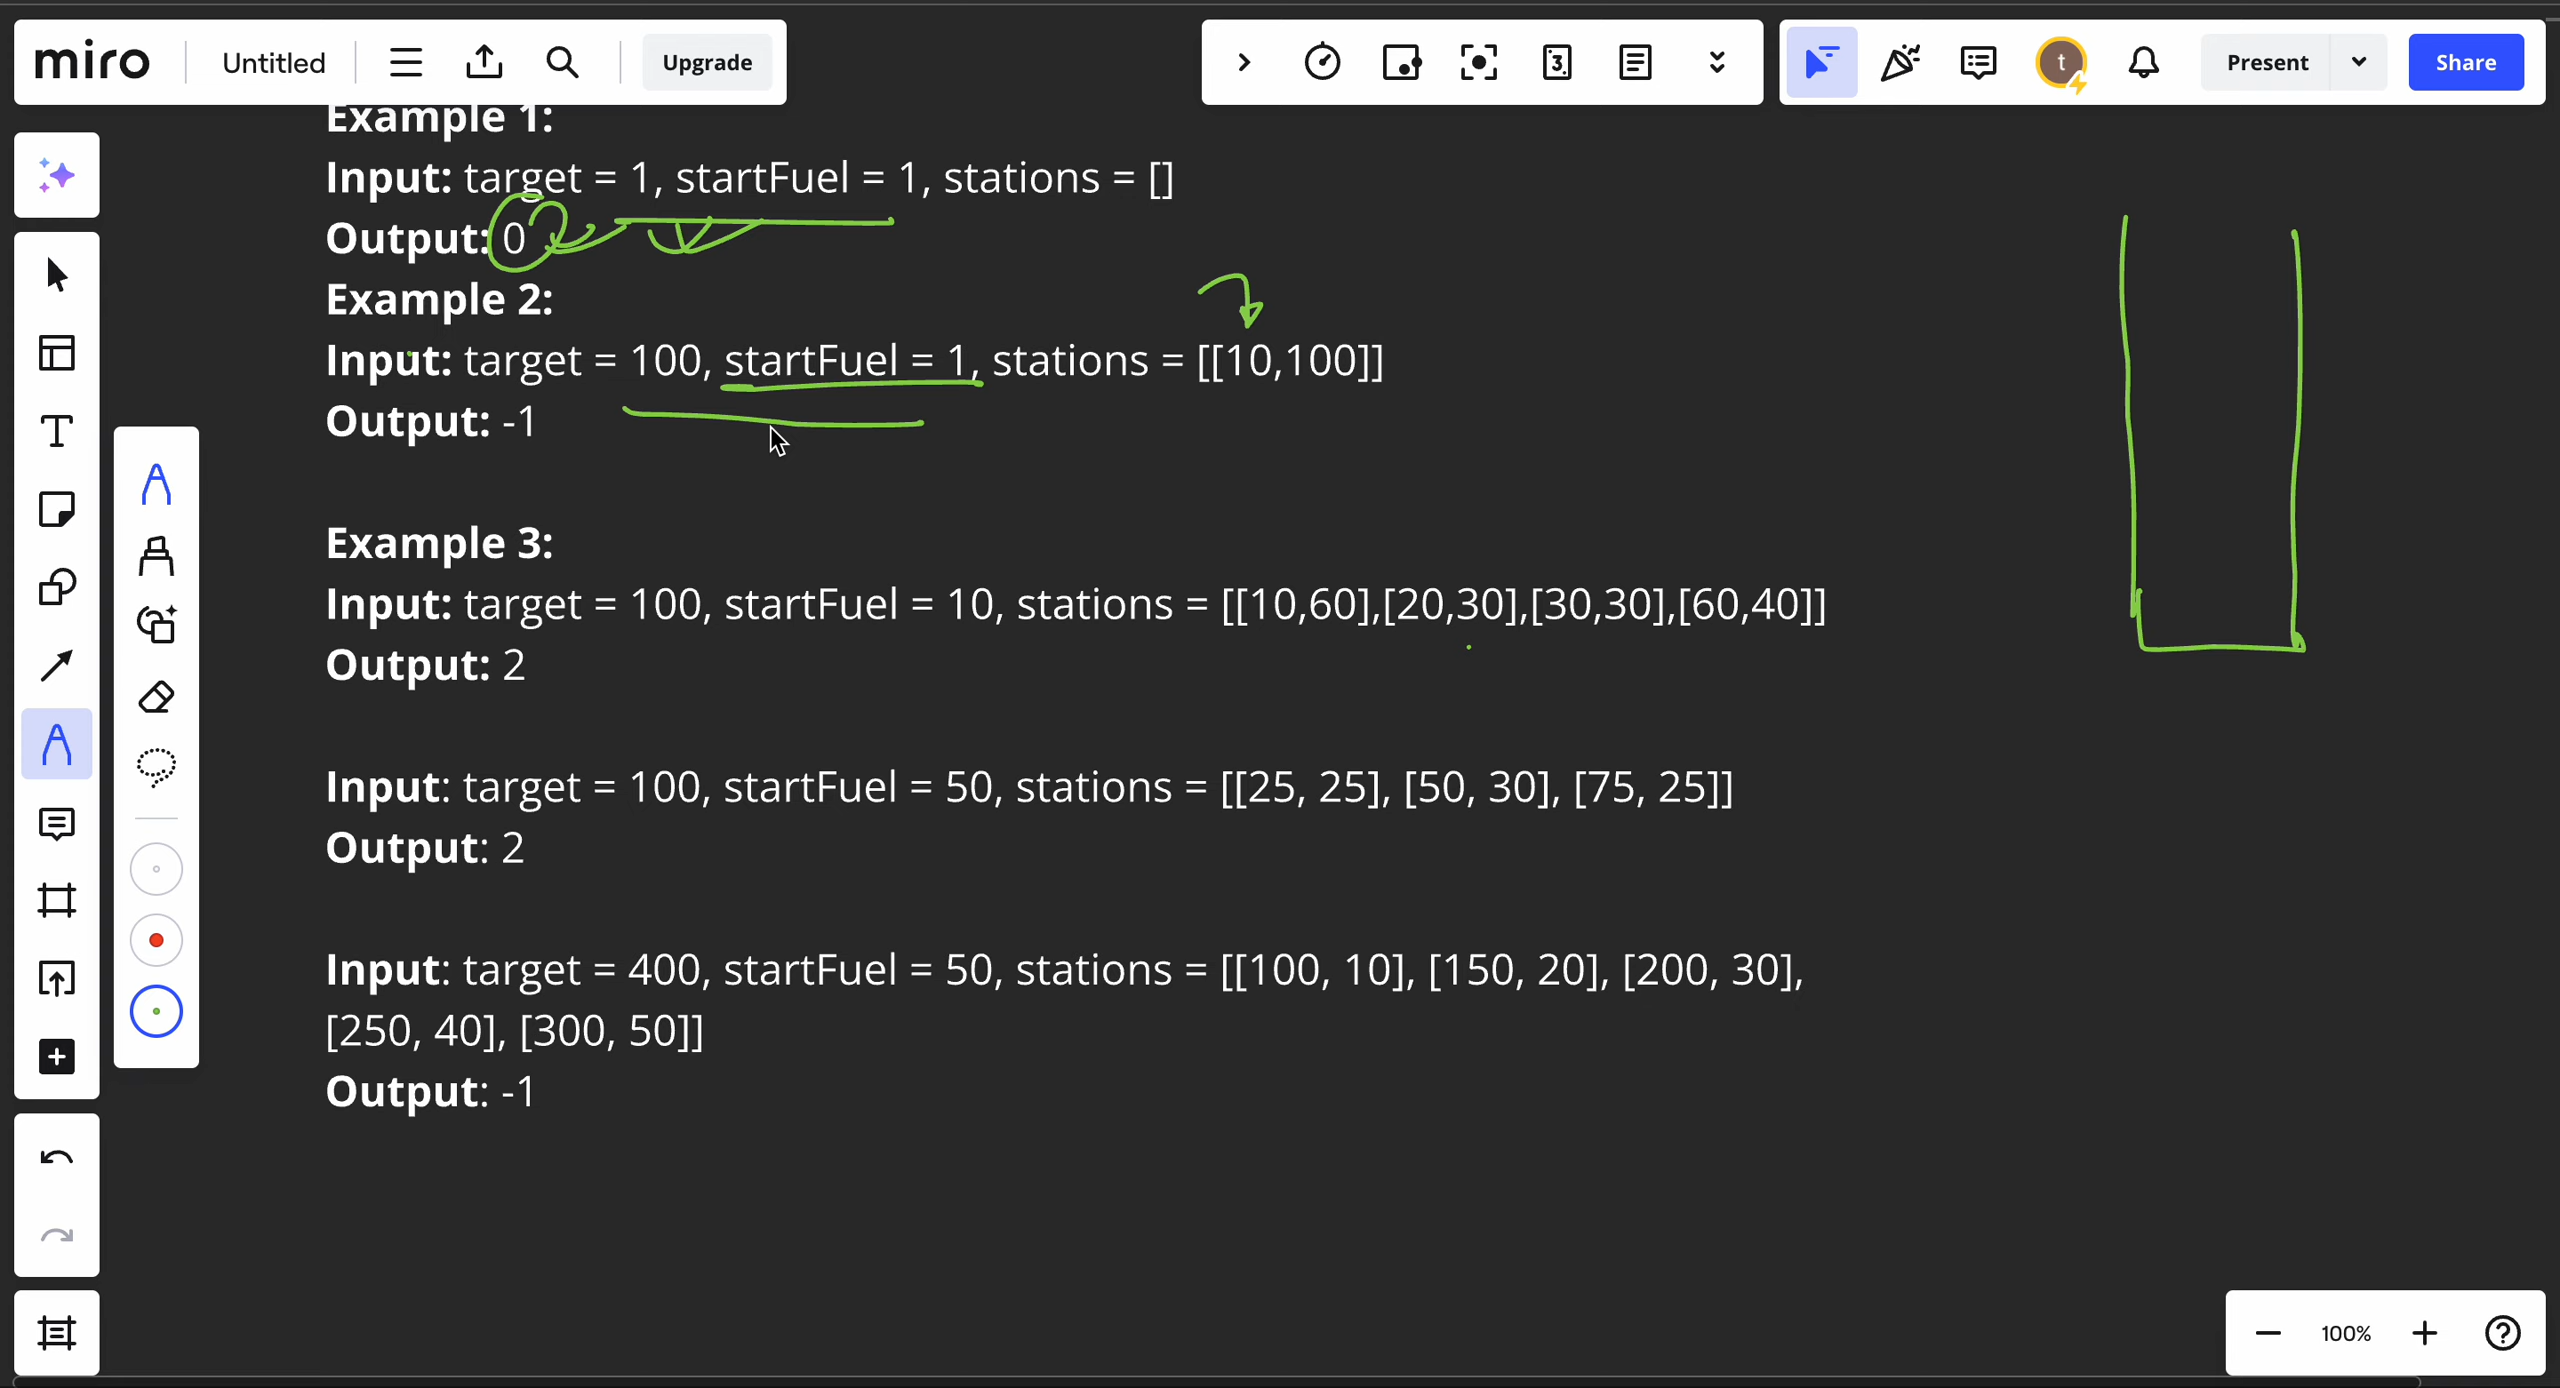 miro Untitled Upgrade 3. t Present Share
Example 1:
Input: target = 1, startFuel = 1, stations = []
Output: 0
Example 2:
Input: target = 100, startFuel = 1, stations = [[10,100]]
Output: -1
Example 3:
Input: target = 100, startFuel = 10, stations = [[10,60],[20,30],[30,30],[60,40]]
Output: 2
Input: target = 100, startFuel = 50, stations = [[25, 25], [50, 30], [75, 25]]
Output: 2
Input: target = 400, startFuel = 50, stations = [[100, 10], [150, 20], [200, 30],
[250, 40], [300, 50]]
Output: -1
100%